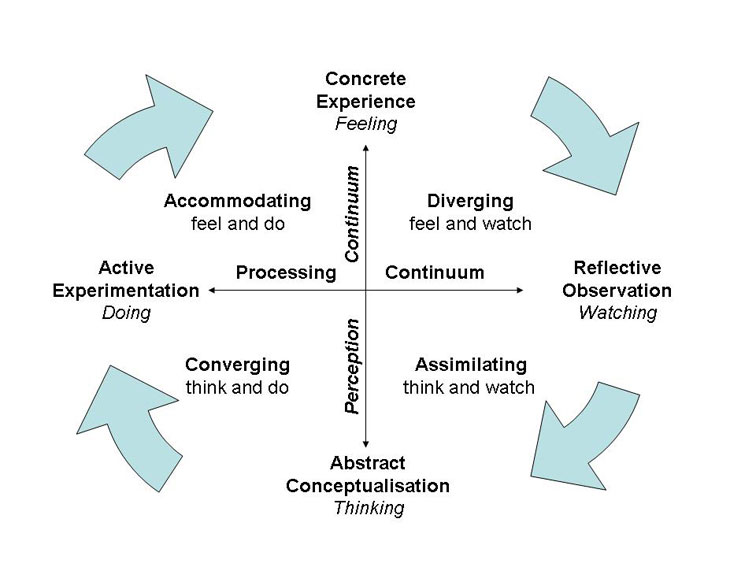 Concrete
Experience
Feeling
Continuum
Accommodating
feel and do
Diverging
feel and watch
Active
Experimentation
Doing
Processing
Continuum
Reflective
Observation
Watching
Perception
Converging
think and do
Assimilating
think and watch
Abstract
Conceptualisation
Thinking